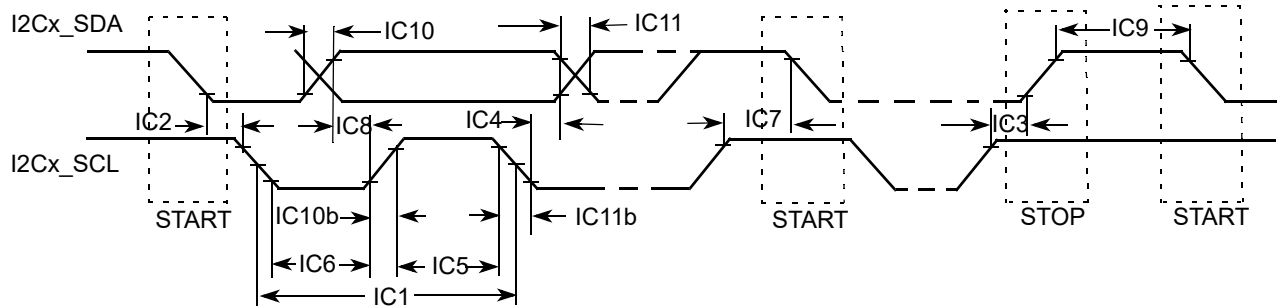 I2Cx_SDA
IC10
IC11
IC9
IC2
IC8
IC4
IC7
IC3
I2Cx_SCL
START
IC10b
IC11b
START
STOP
START
IC6
IC5
IC1